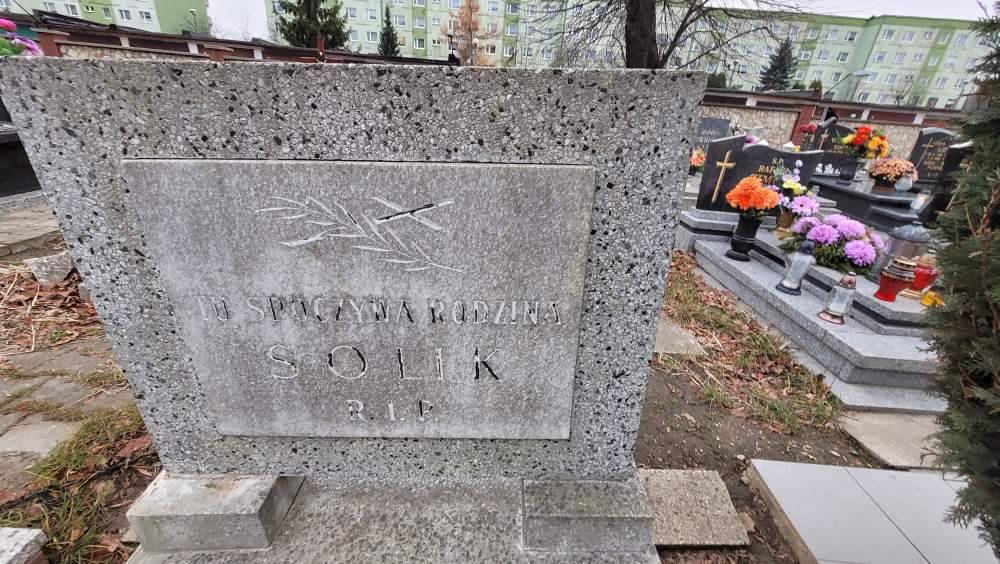 TU SPOCZYWA RODZINA
SOLIK
R.I.P.
Ś.P.